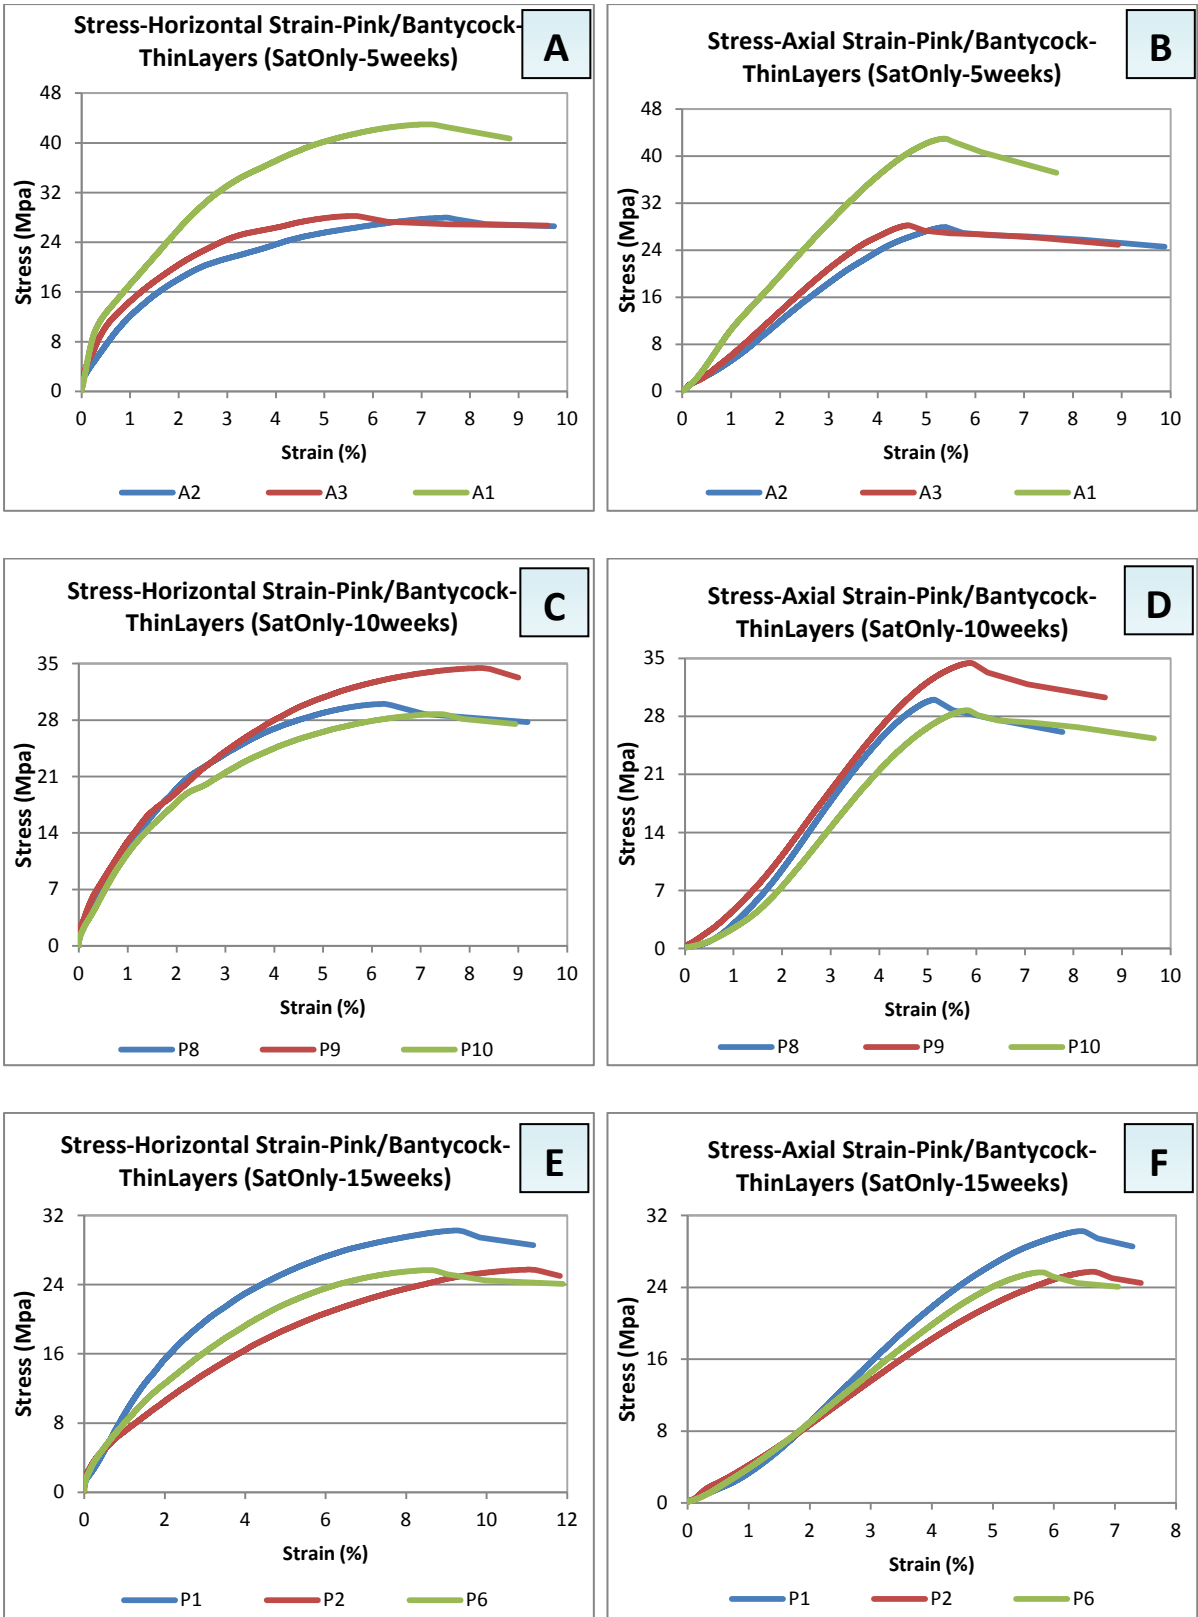 Stress-Horizontal Strain-Pink/Bantycock-
ThinLayers (SatOnly-5weeks)
A
Stress (Mpa)
48
40
32
24
16
8
0
0 1 2 3 4 5 6 7 8 9 10
Strain (%)
A2 A3 A1
Stress-Axial Strain-Pink/Bantycock-
ThinLayers (SatOnly-5weeks)
B
Stress (Mpa)
48
40
32
24
16
8
0
0 1 2 3 4 5 6 7 8 9 10
Strain (%)
A2 A3 A1
Stress-Horizontal Strain-Pink/Bantycock-
ThinLayers (SatOnly-10weeks)
C
Stress (Mpa)
35
28
21
14
7
0
0 1 2 3 4 5 6 7 8 9 10
Strain (%)
P8 P9 P10
Stress-Axial Strain-Pink/Bantycock-
ThinLayers (SatOnly-10weeks)
D
Stress (Mpa)
35
28
21
14
7
0
0 1 2 3 4 5 6 7 8 9 10
Strain (%)
P8 P9 P10
Stress-Horizontal Strain-Pink/Bantycock-
ThinLayers (SatOnly-15weeks)
E
Stress (Mpa)
32
24
16
8
0
0 2 4 6 8 10 12
Strain (%)
P1 P2 P6
Stress-Axial Strain-Pink/Bantycock-
ThinLayers (SatOnly-15weeks)
F
Stress (Mpa)
32
24
16
8
0
0 1 2 3 4 5 6 7 8
Strain (%)
P1 P2 P6